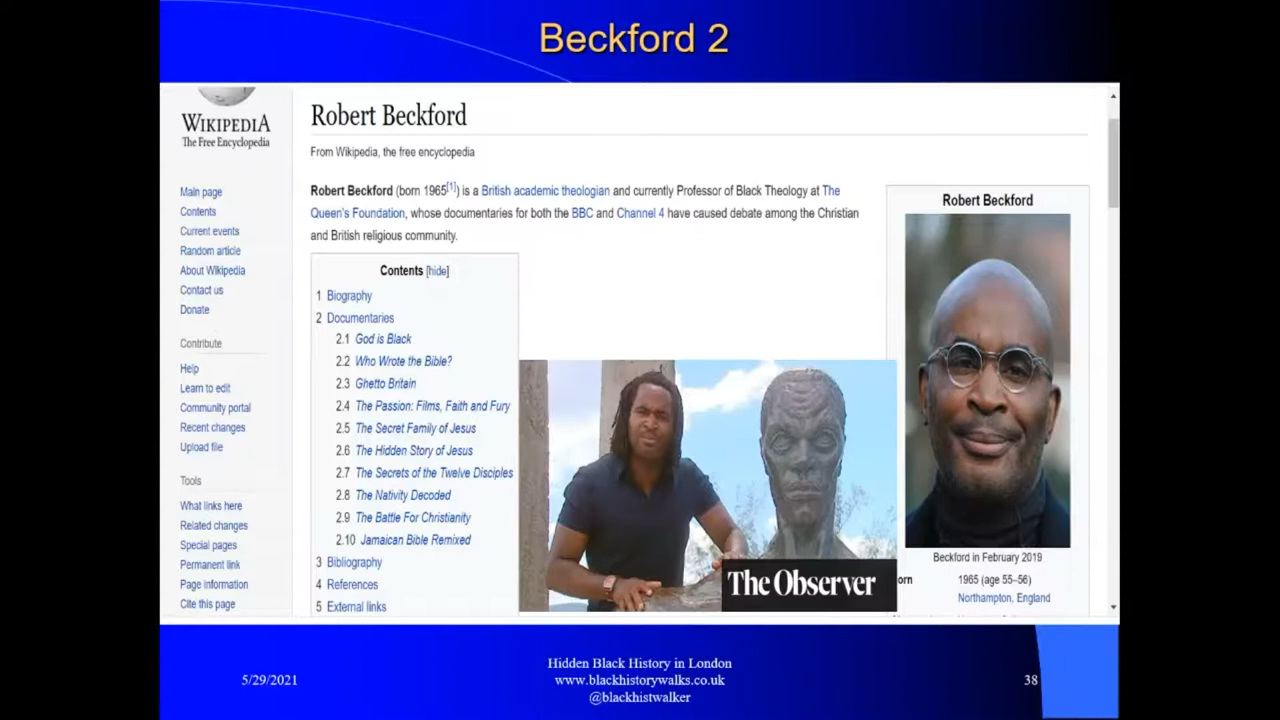 Beckford 2
WIKIPEDIA
The Free Encyclopedia
Main page
Contents
Current events
Random article
About Wikipedia
Contact us
Donate
Contribute
Help
Learn to edit
Community portal
Recent changes
Upload file
Tools
What links here
Related changes
Special pages
Permanent link
Page information
Cite this page
Robert Beckford
From Wikipedia, the free encyclopedia
Robert Beckford (born 1965[1]) is a British academic theologian and currently Professor of Black Theology at The
Queen's Foundation, whose documentaries for both the BBC and Channel 4 have caused debate among the Christian
and British religious community.
Contents [hide]
1 Biography
2 Documentaries
2.1 God is Black
2.2 Who Wrote the Bible?
2.3 Ghetto Britain
2.4 The Passion: Films, Faith and Fury
2.5 The Secret Family of Jesus
2.6 The Hidden Story of Jesus
2.7 The Secrets of the Twelve Disciples
2.8 The Nativity Decoded
2.9 The Battle For Christianity
2.10 Jamaican Bible Remixed
3 Bibliography
4 References
5 External links
The Observer
Robert Beckford
Beckford in February 2019
orn 1965 (age 55–56)
Northampton, England
5/29/2021
Hidden Black History in London
www.blackhistorywalks.co.uk
@blackhistwalker
38